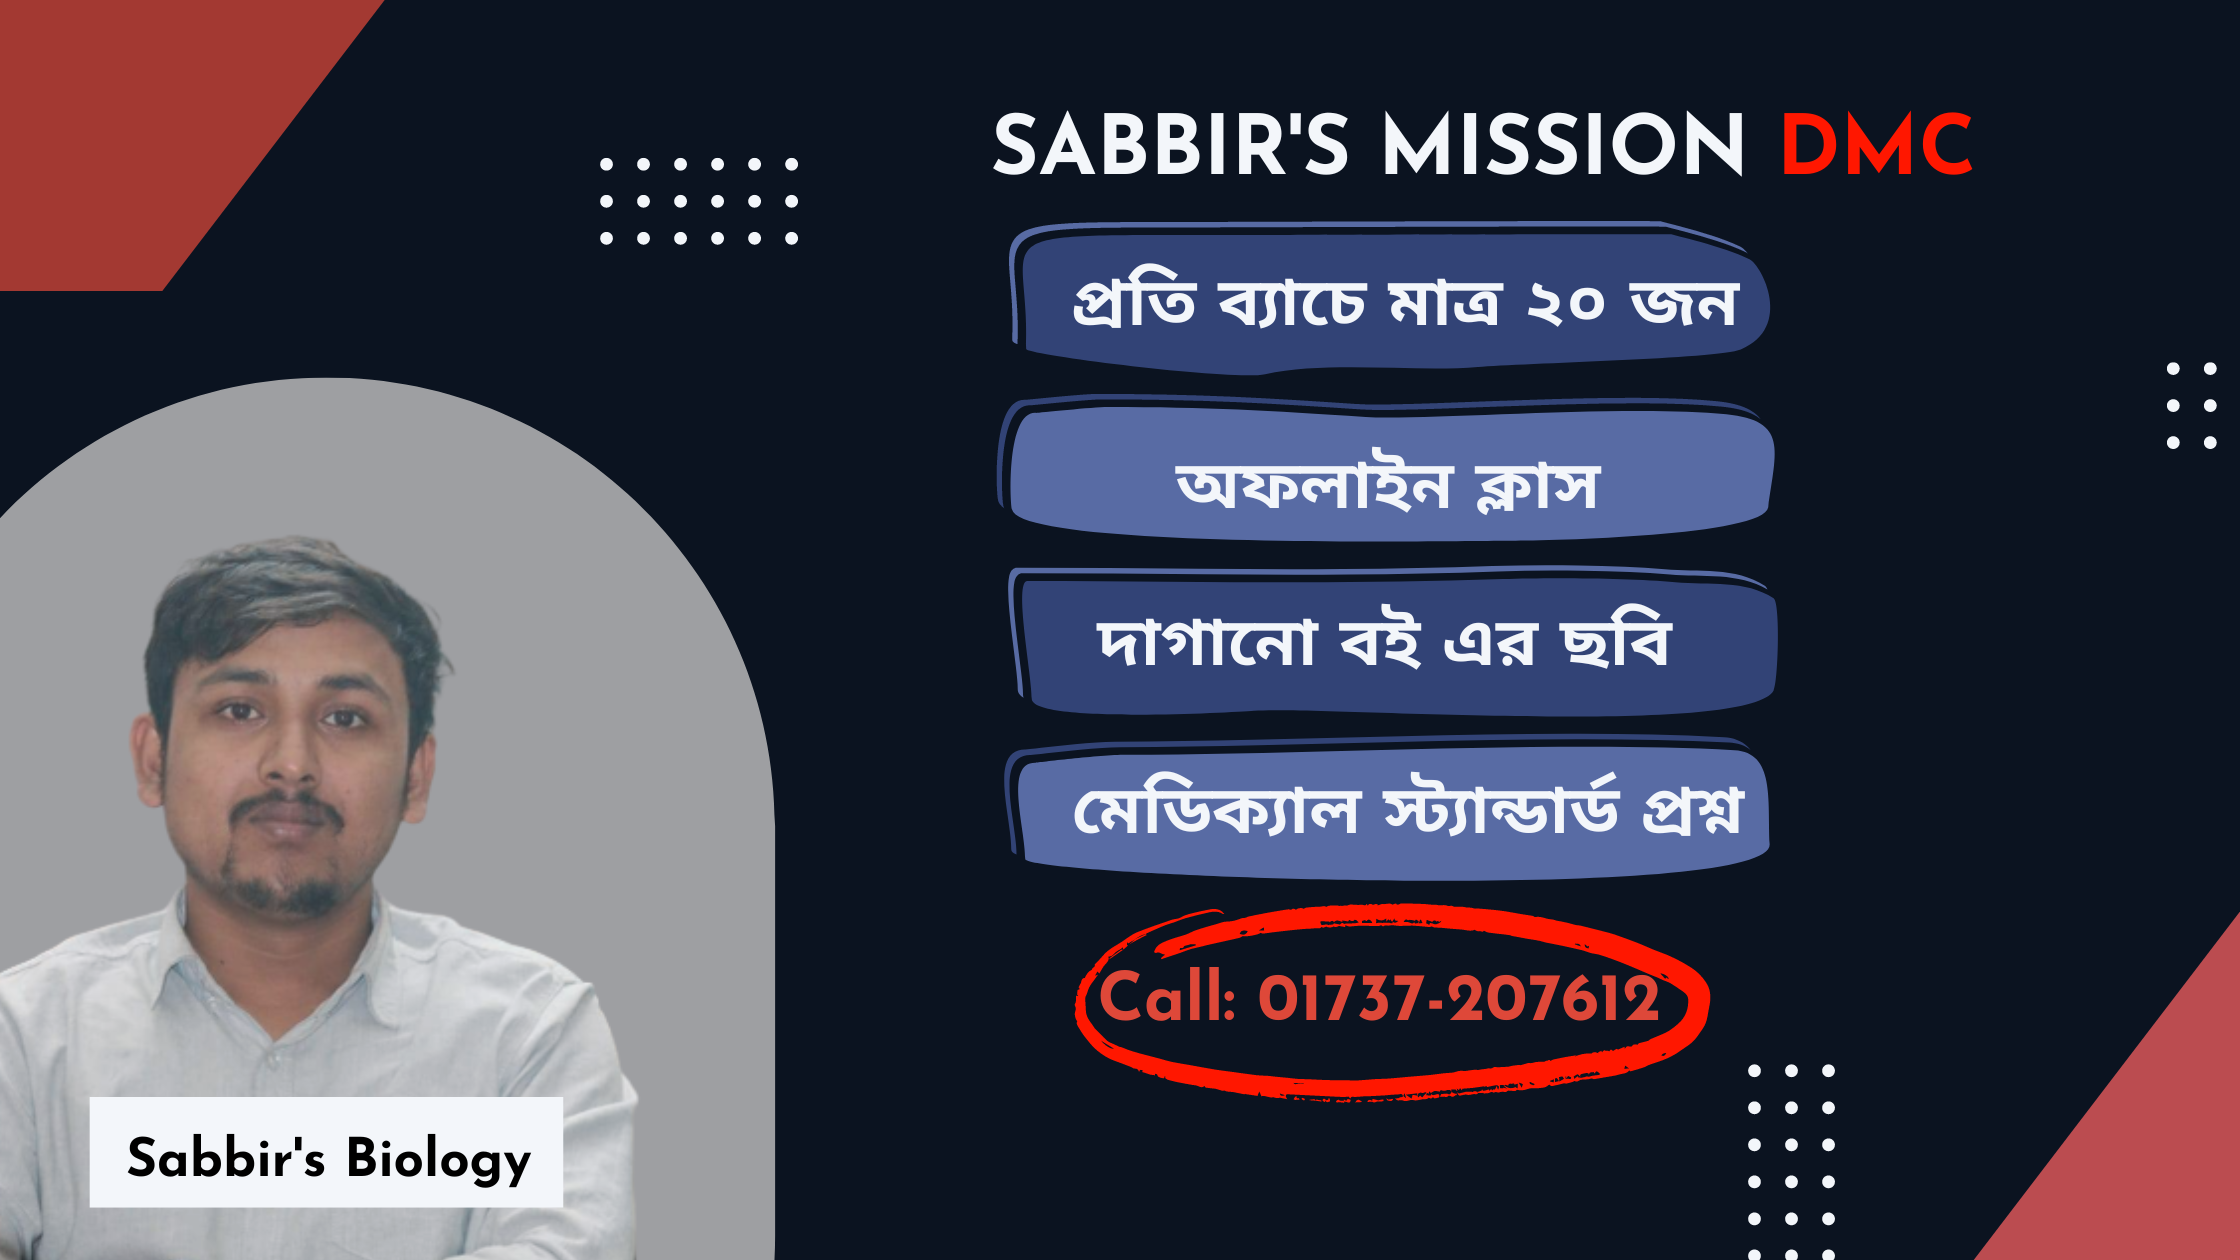 SABBIR'S MISSION DMC
প্রতি ব্যাচে মাত্র ২০ জন
অফলাইন ক্লাস
দাগানো বই এর ছবি
মেডিক্যাল স্ট্যান্ডার্ড প্রশ্ন
Call: 01737-207612
Sabbir's Biology